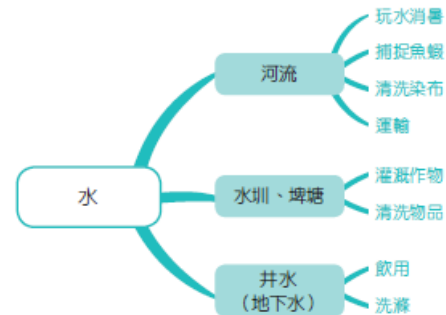 水
河流
玩水消暑
捕捉魚蝦
清洗染布
運輸
水圳、埤塘
灌溉作物
清洗物品
井水
（地下水）
飲用
洗滌